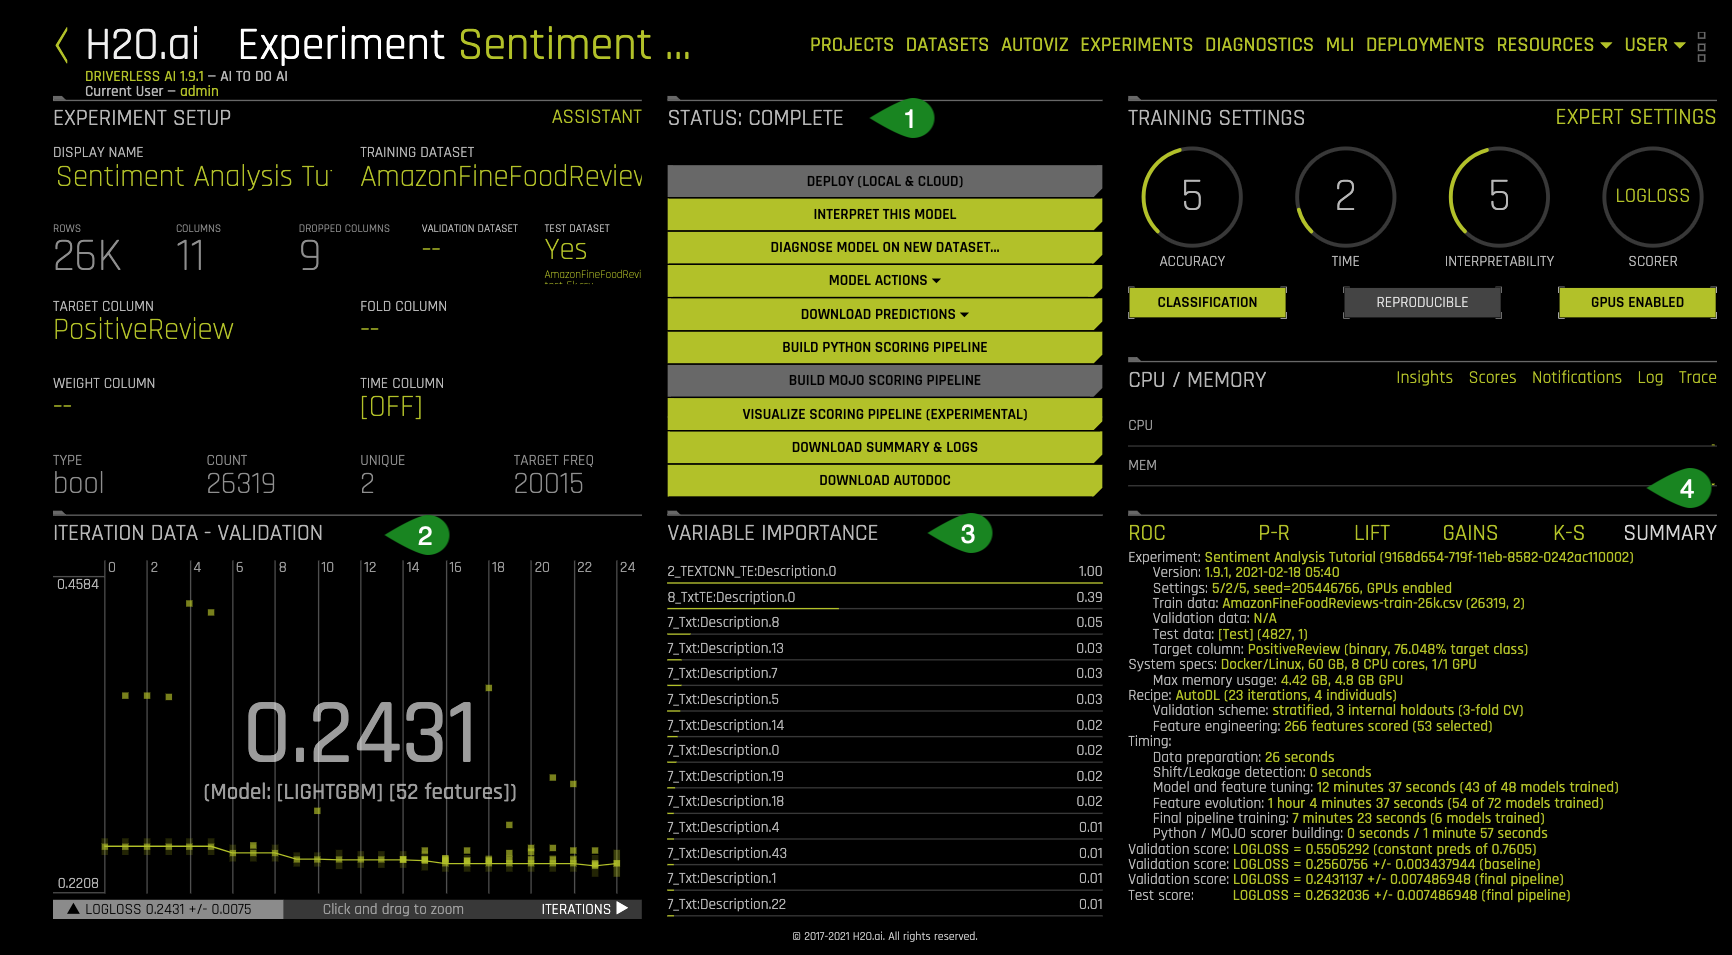 H2O.ai Experiment Sentiment ...
DRIVERLESS AI 1.9.1 – AI TO DO AI
Current User – admin
PROJECTS DATASETS AUTOVIZ EXPERIMENTS DIAGNOSTICS MLI DEPLOYMENTS RESOURCES USER
EXPERIMENT SETUP ASSISTANT
DISPLAY NAME TRAINING DATASET
Sentiment Analysis Tu AmazonFineFoodReview
ROWS COLUMNS DROPPED COLUMNS VALIDATION DATASET TEST DATASET
26K 11 9 -- Yes
AmazonFineFoodRevi
TARGET COLUMN FOLD COLUMN
PositiveReview --
WEIGHT COLUMN TIME COLUMN
-- [OFF]
TYPE COUNT UNIQUE TARGET FREQ
bool 26319 2 20015
STATUS: COMPLETE 1
DEPLOY (LOCAL & CLOUD)
INTERPRET THIS MODEL
DIAGNOSE MODEL ON NEW DATASET...
MODEL ACTIONS
DOWNLOAD PREDICTIONS
BUILD PYTHON SCORING PIPELINE
BUILD MOJO SCORING PIPELINE
VISUALIZE SCORING PIPELINE (EXPERIMENTAL)
DOWNLOAD SUMMARY & LOGS
DOWNLOAD AUTODOC
TRAINING SETTINGS EXPERT SETTINGS
5 2 5 LOGLOSS
ACCURACY TIME INTERPRETABILITY SCORER
CLASSIFICATION REPRODUCIBLE GPUS ENABLED
CPU / MEMORY Insights Scores Notifications Log Trace
CPU
MEM
4
ITERATION DATA - VALIDATION 2
0 2 4 6 8 10 12 14 16 18 20 22 24
0.4584
0.2431
(Model: [LIGHTGBM] [52 features])
0.2208
LOGLOSS 0.2431 +/- 0.0075 Click and drag to zoom ITERATIONS
VARIABLE IMPORTANCE 3
2_TEXTCNN_TE:Description.0 1.00
8_TxtTE:Description.0 0.39
7_Txt:Description.8 0.05
7_Txt:Description.13 0.03
7_Txt:Description.7 0.03
7_Txt:Description.5 0.03
7_Txt:Description.14 0.02
7_Txt:Description.0 0.02
7_Txt:Description.19 0.02
7_Txt:Description.18 0.02
7_Txt:Description.4 0.01
7_Txt:Description.43 0.01
7_Txt:Description.1 0.01
7_Txt:Description.22 0.01
ROC P-R LIFT GAINS K-S SUMMARY
Experiment: Sentiment Analysis Tutorial (9168d654-719f-11eb-8582-0242ac110002)
Version: 1.9.1, 2021-02-18 05:40
Settings: 5/2/5, seed=205446766, GPUs enabled
Train data: AmazonFineFoodReviews-train-26k.csv (26319, 2)
Validation data: N/A
Test data: [Test] (4827, 1)
Target column: PositiveReview (binary, 76.048% target class)
System specs: Docker/Linux, 60 GB, 8 CPU cores, 1/1 GPU
Max memory usage: 4.42 GB, 4.8 GB GPU
Recipe: AutoDL (23 iterations, 4 individuals)
Validation scheme: stratified, 3 internal holdouts (3-fold CV)
Feature engineering: 266 features scored (53 selected)
Timing:
Data preparation: 26 seconds
Shift/Leakage detection: 0 seconds
Model and feature tuning: 12 minutes 37 seconds (43 of 48 models trained)
Feature evolution: 1 hour 4 minutes 37 seconds (54 of 72 models trained)
Final pipeline training: 7 minutes 23 seconds (6 models trained)
Python / MOJO scorer building: 0 seconds / 1 minute 57 seconds
Validation score: LOGLOSS = 0.5505292 (constant preds of 0.7605)
Validation score: LOGLOSS = 0.2560756 +/- 0.003437944 (baseline)
Validation score: LOGLOSS = 0.2431137 +/- 0.007486948 (final pipeline)
Test score: LOGLOSS = 0.2632036 +/- 0.007486948 (final pipeline)
© 2017-2021 H2O.ai. All rights reserved.